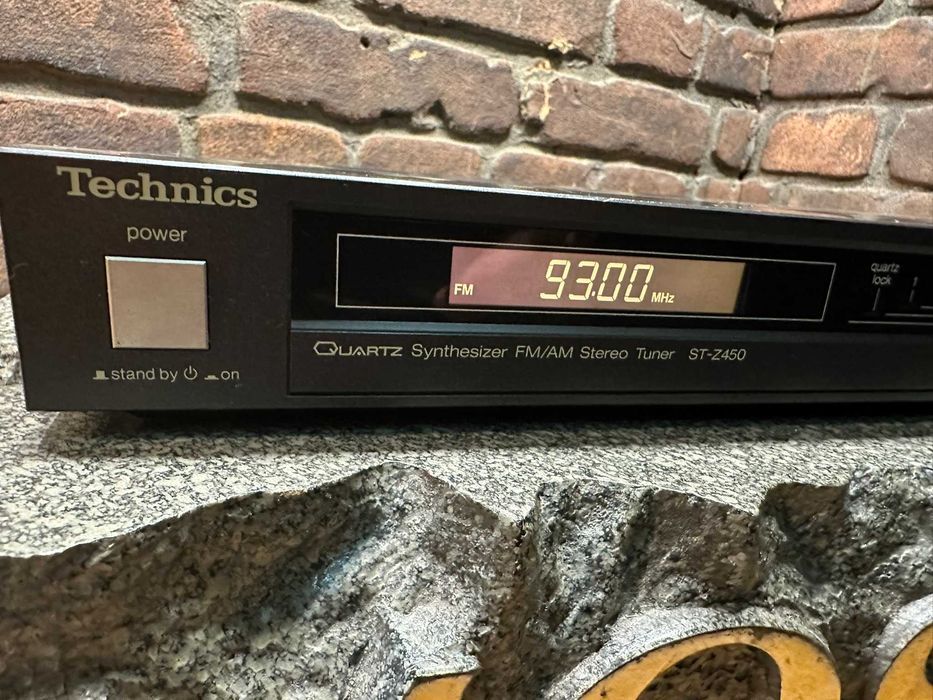 Technics
power
stand by ⏻ on
FM 93.00 MHz
QUARTZ Synthesizer FM/AM Stereo Tuner ST-Z450
quartz
lock